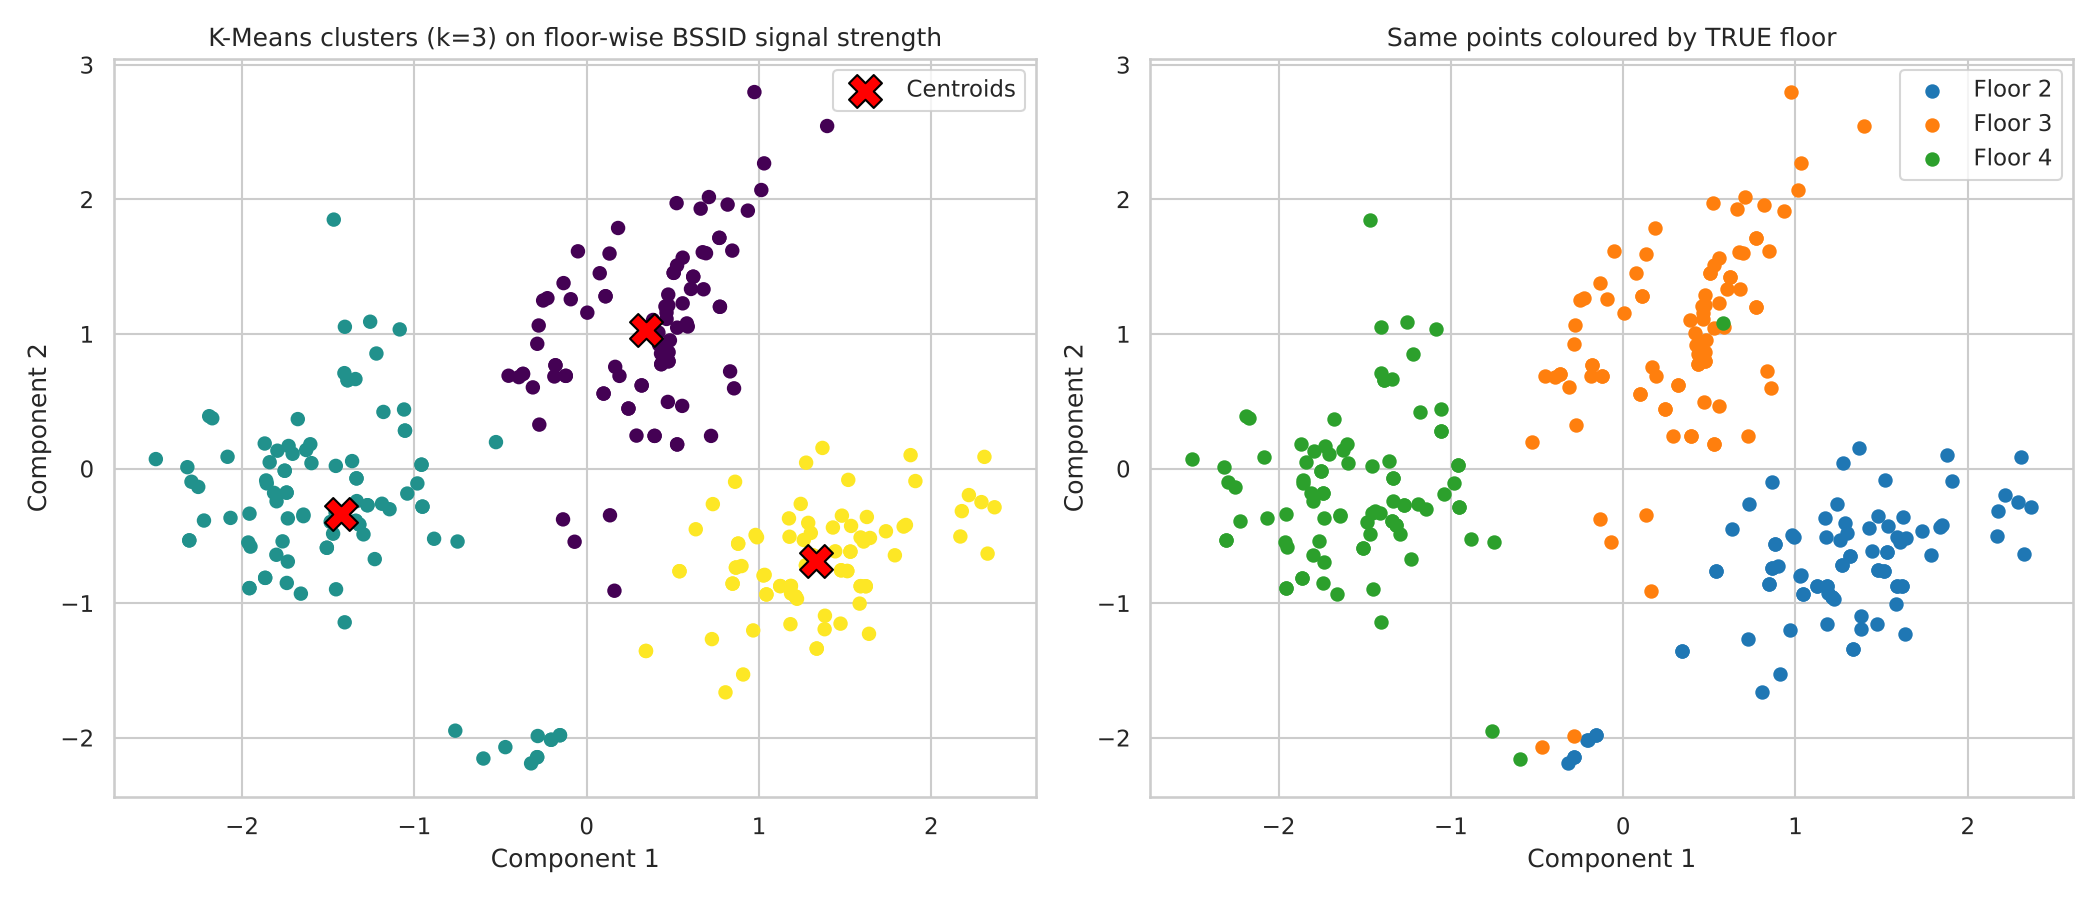 K-Means clusters (k=3) on floor-wise BSSID signal strength
Centroids
Component 2
3
2
1
0
−1
−2
−2
−1
0
1
2
Component 1
Same points coloured by TRUE floor
Floor 2
Floor 3
Floor 4
Component 2
3
2
1
0
−1
−2
−2
−1
0
1
2
Component 1